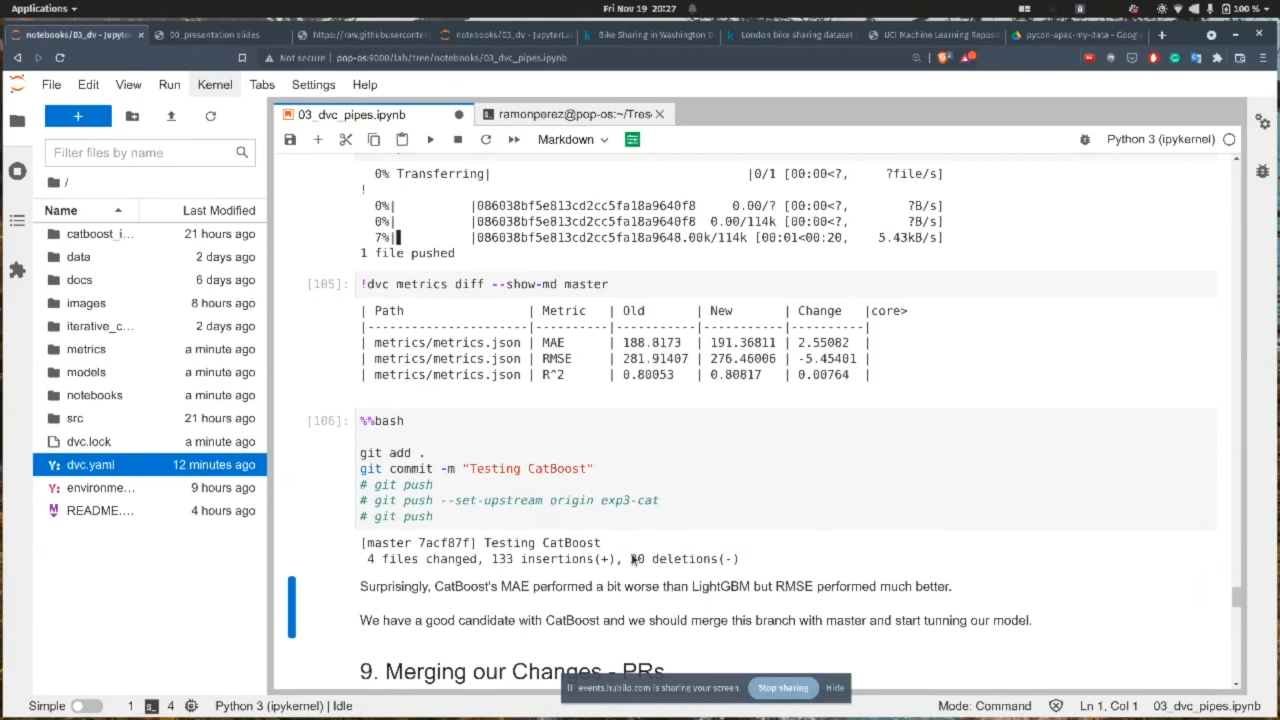 Applications
Fri Nov 19 20:27
100 %
notebooks/03_dv - Jupyter
00_presentation slides
https://raw.githubusercontent
notebooks/03_dv - JupyterLab
Bike Sharing in Washington D
London bike sharing dataset
UCI Machine Learning Reposit
pycon-apac-my-data - Google
Not secure | pop-os:9000/lab/tree/notebooks/03_dvc_pipes.ipynb
File Edit View Run Kernel Tabs Settings Help
03_dvc_pipes.ipynb
ramonperez@pop-os:~/Tres
Markdown
Python 3 (ipykernel)
Filter files by name
/
Name Last Modified
catboost_i... 21 hours ago
data 2 days ago
docs 6 days ago
images 8 hours ago
iterative_c... 2 days ago
metrics a minute ago
models a minute ago
notebooks a minute ago
src 21 hours ago
dvc.lock a minute ago
dvc.yaml 12 minutes ago
environme... 9 hours ago
README.... 4 hours ago
0% Transferring| |0/1 [00:00<?, ?file/s]
!
0%| |086038bf5e813cd2cc5fa18a9640f8 0.00/? [00:00<?, ?B/s]
0%| |086038bf5e813cd2cc5fa18a9640f8 0.00/114k [00:00<?, ?B/s]
7%| |086038bf5e813cd2cc5fa18a9648.00k/114k [00:01<00:20, 5.43kB/s]
1 file pushed
[105]: !dvc metrics diff --show-md master
| Path | Metric | Old | New | Change |core>
|----------------------|----------|-----------|-----------|----------|
| metrics/metrics.json | MAE | 188.8173 | 191.36811 | 2.55082 |
| metrics/metrics.json | RMSE | 281.91407 | 276.46006 | -5.45401 |
| metrics/metrics.json | R^2 | 0.80053 | 0.80817 | 0.00764 |
[106]: %%bash
git add .
git commit -m "Testing CatBoost"
# git push
# git push --set-upstream origin exp3-cat
# git push
[master 7acf87f] Testing CatBoost
4 files changed, 133 insertions(+), 0 deletions(-)
Surprisingly, CatBoost's MAE performed a bit worse than LightGBM but RMSE performed much better.
We have a good candidate with CatBoost and we should merge this branch with master and start tunning our model.
9. Merging our Changes - PRs
events.hubilo.com is sharing your screen. Stop sharing Hide
Simple 1 4 Python 3 (ipykernel) | Idle
Mode: Command Ln 1, Col 1 03_dvc_pipes.ipynb